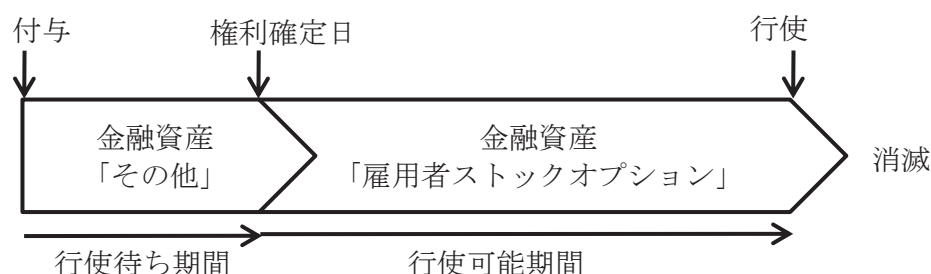 付与
権利確定日
行使
金融資産
「その他」
金融資産
「雇用者ストックオプション」
消滅
行使待ち期間
行使可能期間